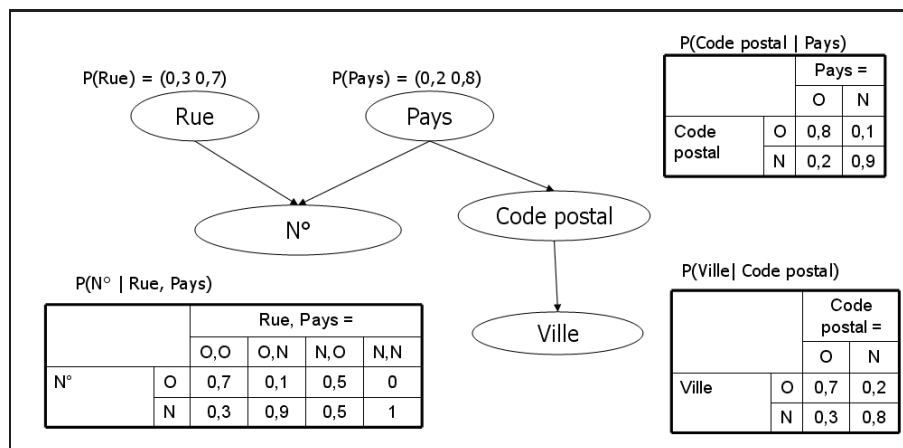 P(Rue) = (0,3 0,7)
P(Pays) = (0,2 0,8)
Rue
Pays
N°
Code postal
Ville
P(Code postal | Pays)
Pays =
O N
Code postal
O 0,8 0,1
N 0,2 0,9
P(N° | Rue, Pays)
Rue, Pays =
O,O O,N N,O N,N
N° O 0,7 0,1 0,5 0
N 0,3 0,9 0,5 1
P(Ville| Code postal)
Code
postal =
O N
Ville O 0,7 0,2
N 0,3 0,8